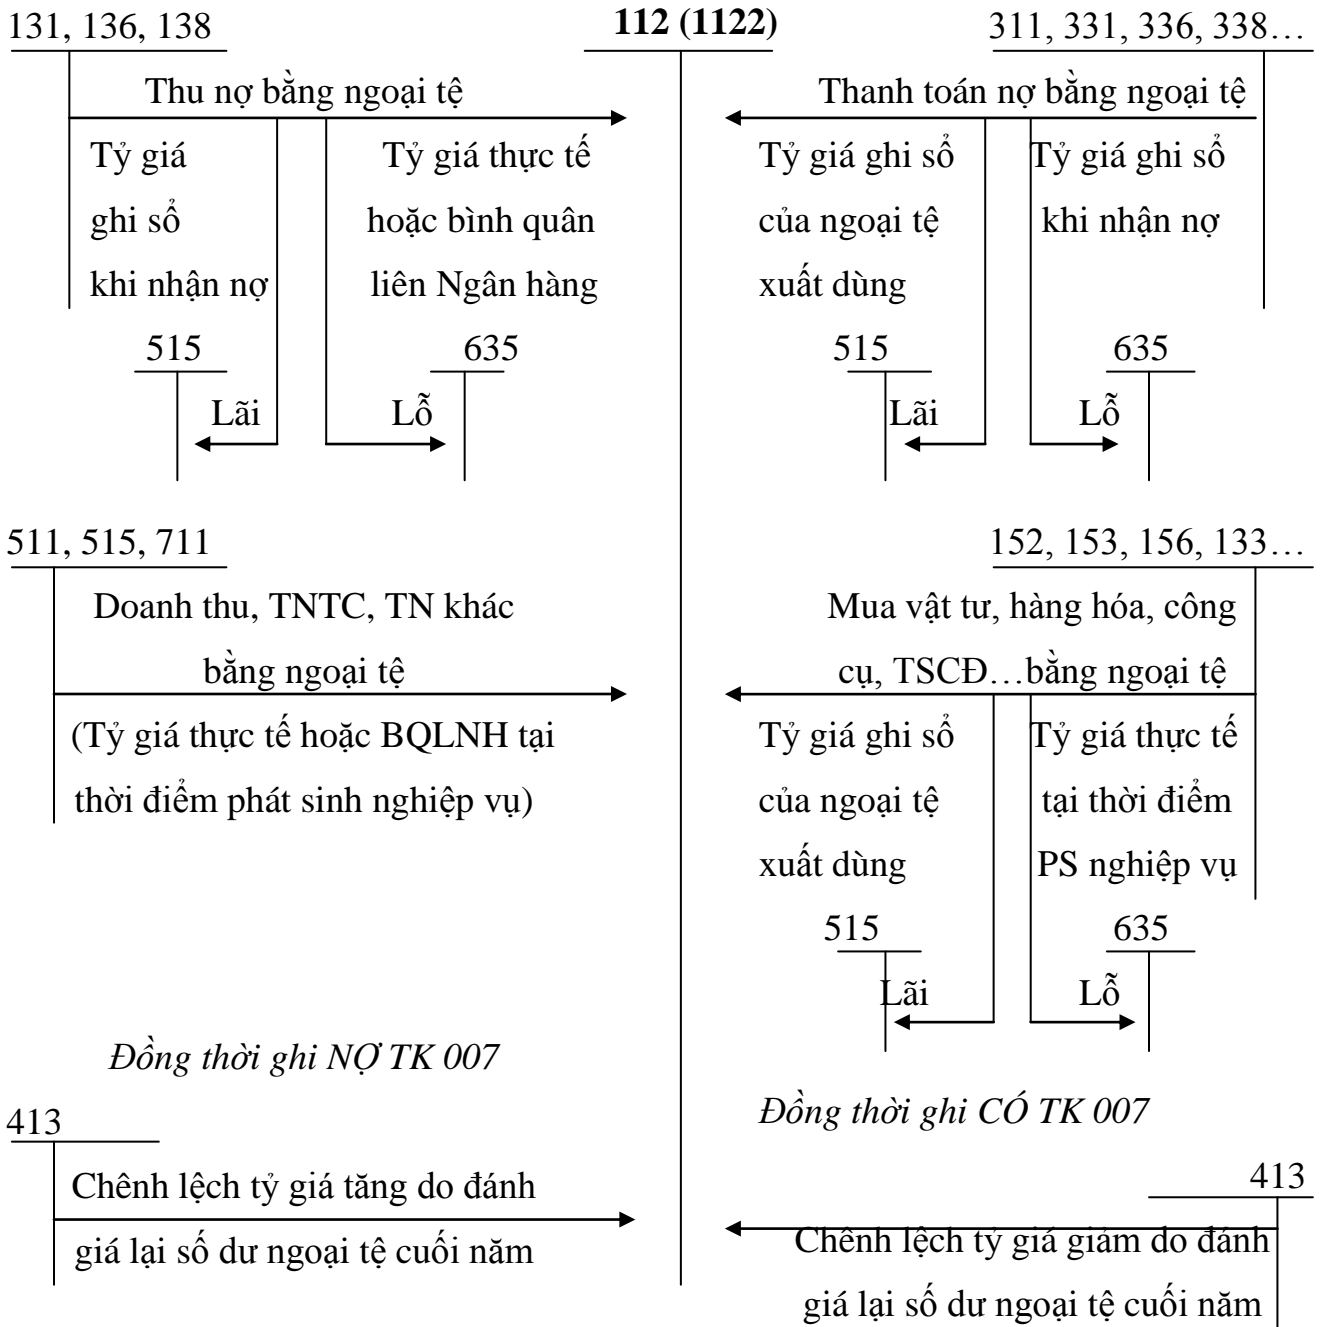 131, 136, 138
112 (1122)
311, 331, 336, 338…
Thu nợ bằng ngoại tệ
Tỷ giá
ghi sổ
khi nhận nợ
Tỷ giá thực tế
hoặc bình quân
liên Ngân hàng
515
635
Lãi
Lỗ
Thanh toán nợ bằng ngoại tệ
Tỷ giá ghi sổ
của ngoại tệ
xuất dùng
Tỷ giá ghi sổ
khi nhận nợ
515
635
Lãi
Lỗ
511, 515, 711
Doanh thu, TNTC, TN khác
bằng ngoại tệ
(Tỷ giá thực tế hoặc BQLNH tại
thời điểm phát sinh nghiệp vụ)
152, 153, 156, 133…
Mua vật tư, hàng hóa, công
cụ, TSCĐ…bằng ngoại tệ
Tỷ giá ghi sổ
của ngoại tệ
xuất dùng
Tỷ giá thực tế
tại thời điểm
PS nghiệp vụ
515
635
Lãi
Lỗ
Đồng thời ghi NỢ TK 007
Đồng thời ghi CÓ TK 007
413
Chênh lệch tỷ giá tăng do đánh
giá lại số dư ngoại tệ cuối năm
413
Chênh lệch tỷ giá giảm do đánh
giá lại số dư ngoại tệ cuối năm